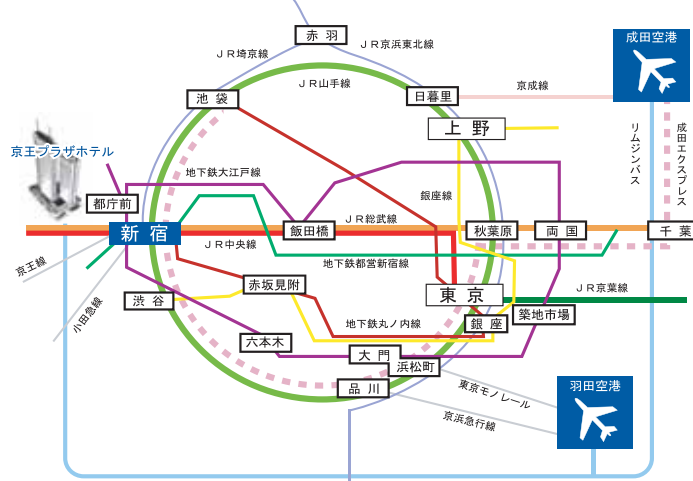 赤羽
ＪＲ埼京線
ＪＲ京浜東北線
成田空港
ＪＲ山手線
池袋
日暮里
京成線
上野
リムジンバス
成田エクスプレス
京王プラザホテル
地下鉄大江戸線
銀座線
都庁前
ＪＲ総武線
新宿
飯田橋
秋葉原
両国
千葉
ＪＲ中央線
地下鉄都営新宿線
京王線
赤坂見附
東京
ＪＲ京葉線
渋谷
小田急線
地下鉄丸ノ内線
銀座
築地市場
六本木
大門
浜松町
品川
東京モノレール
羽田空港
京浜急行線